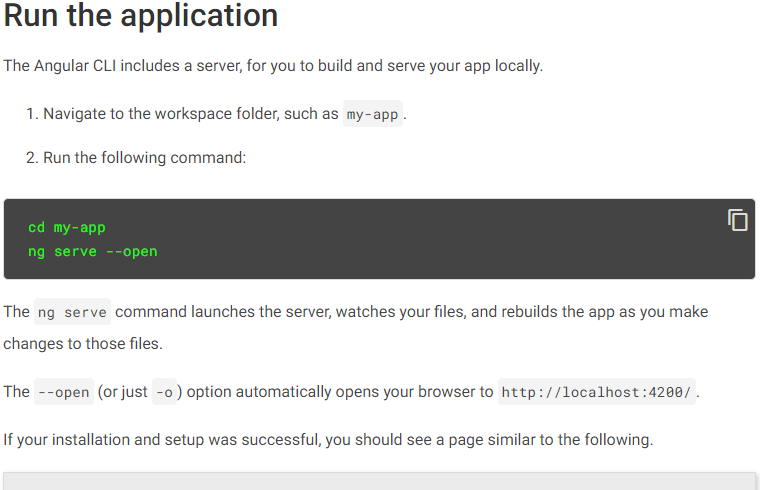 Run the application
The Angular CLI includes a server, for you to build and serve your app locally.
1. Navigate to the workspace folder, such as my-app.
2. Run the following command:
cd my-app
ng serve --open
The ng serve command launches the server, watches your files, and rebuilds the app as you make
changes to those files.
The --open (or just -o) option automatically opens your browser to http://localhost:4200/.
If your installation and setup was successful, you should see a page similar to the following.